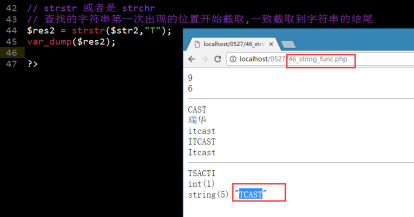 42
43 // strstr 或者是 strchr
// 查找的字符串第一次出现的位置开始截取,一致截取到字符串的结尾
44 $res2 = strstr($str2,"T");
45 var_dump($res2);
46
47 ?>
localhost/0527/46_stri
localhost/0527/46_string_func.php
9
6
CAST
瑞华
itcast
ITCAST
Itcast
TSACTI
int(1)
string(5) "TCAST"